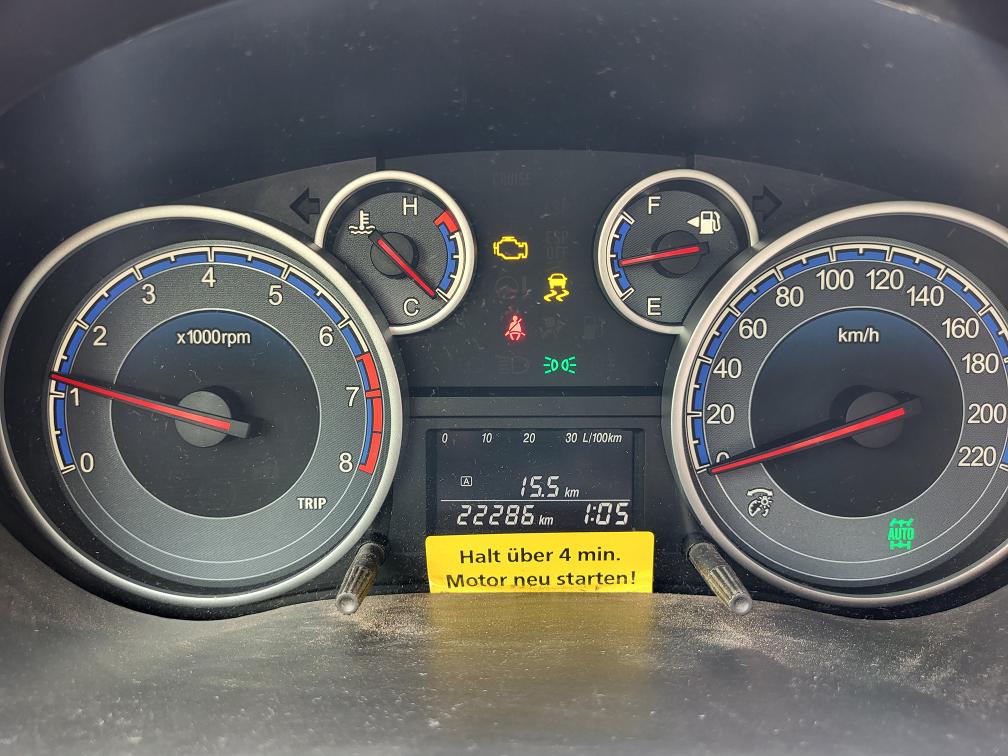 CRUISE
H
C
F
E
ESP
OFF
0 1 2 3 4 5 6 7 8
x1000rpm
TRIP
0 20 40 60 80 100 120 140 160 180 200 220
km/h
AUTO
0 10 20 30 L/100km
A 15.5 km
22286 km 1:05
Halt über 4 min.
Motor neu starten!